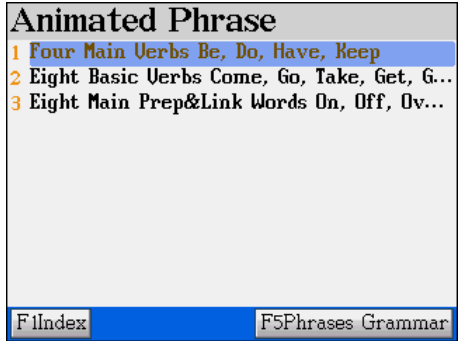 Animated Phrase
1 Four Main Verbs Be, Do, Have, Keep
2 Eight Basic Verbs Come, Go, Take, Get, G...
3 Eight Main Prep&Link Words On, Off, Ov...
F1Index F5Phrases Grammar